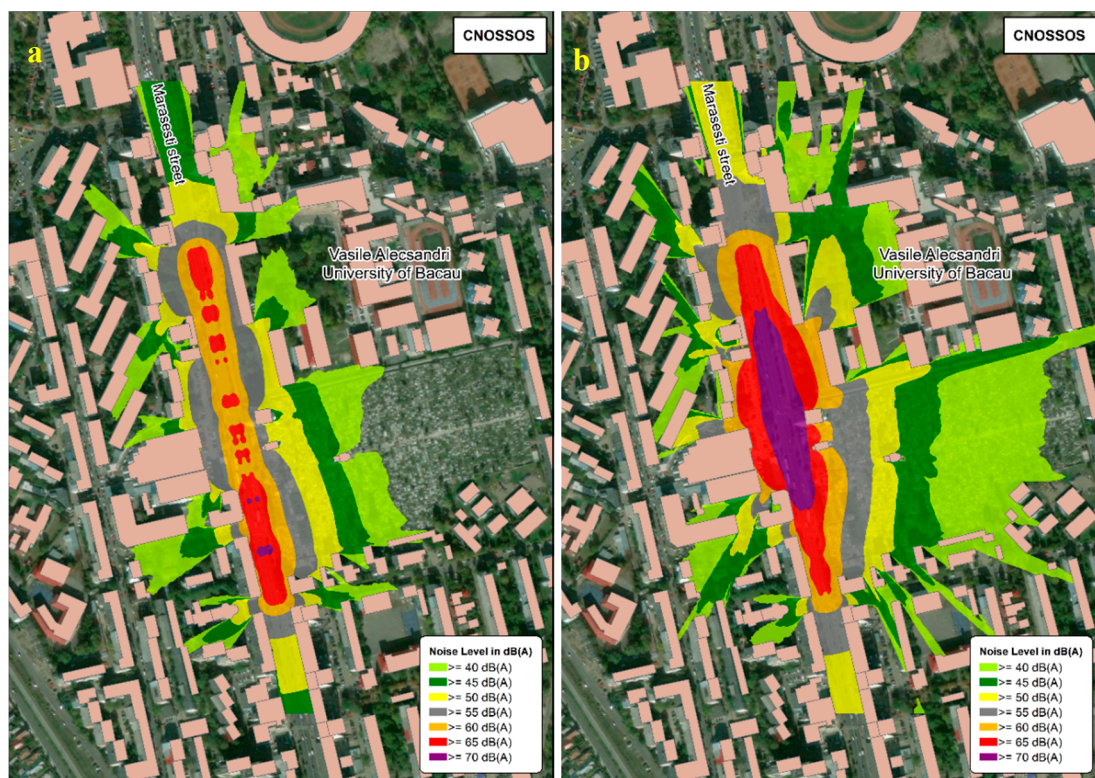 a
CNOSSOS
Marasesti street
Vasile Alecsandri
University of Bacau
Noise Level in dB(A)
>= 40 dB(A)
>= 45 dB(A)
>= 50 dB(A)
>= 55 dB(A)
>= 60 dB(A)
>= 65 dB(A)
>= 70 dB(A)
b
CNOSSOS
Marasesti street
Vasile Alecsandri
University of Bacau
Noise Level in dB(A)
>= 40 dB(A)
>= 45 dB(A)
>= 50 dB(A)
>= 55 dB(A)
>= 60 dB(A)
>= 65 dB(A)
>= 70 dB(A)